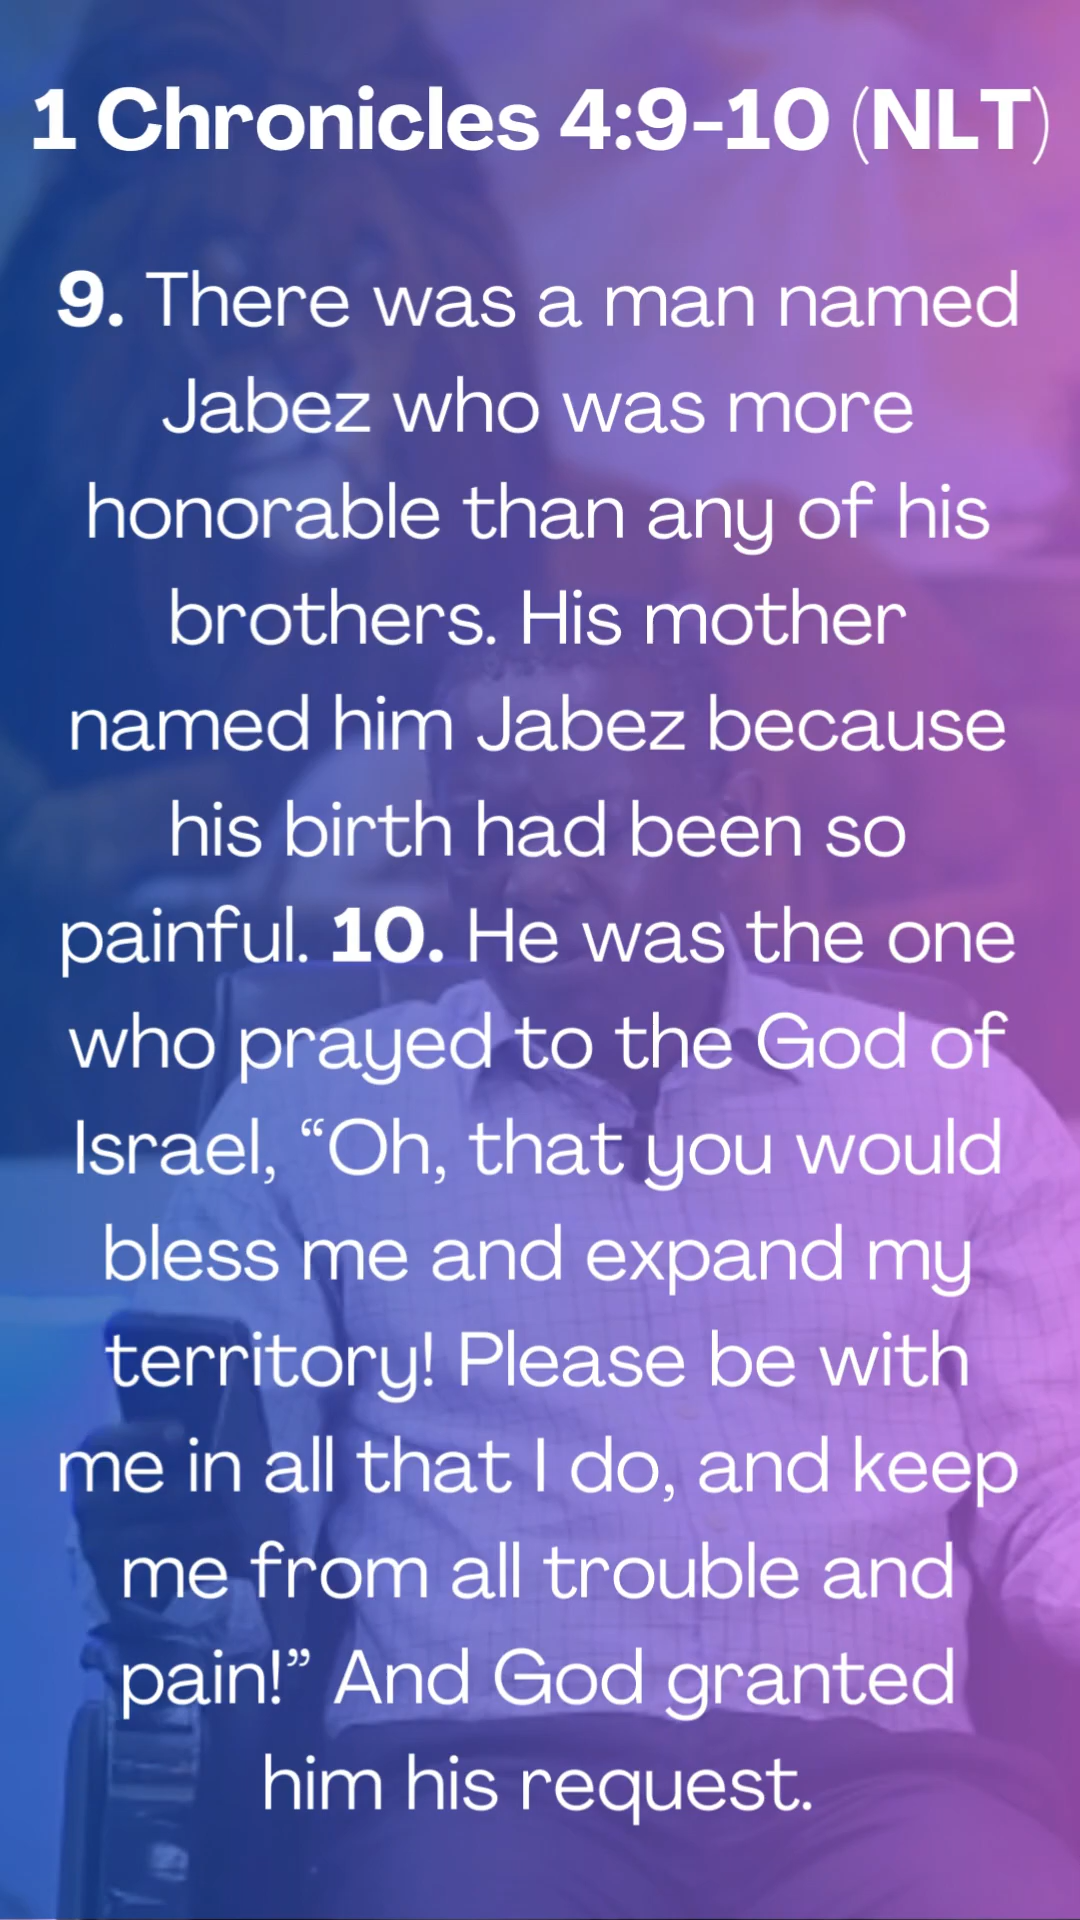 1 Chronicles 4:9-10 (NLT)
9. There was a man named
Jabez who was more
honorable than any of his
brothers. His mother
named him Jabez because
his birth had been so
painful. 10. He was the one
who prayed to the God of
Israel, “Oh, that you would
bless me and expand my
territory! Please be with
me in all that I do, and keep
me from all trouble and
pain!” And God granted
him his request.